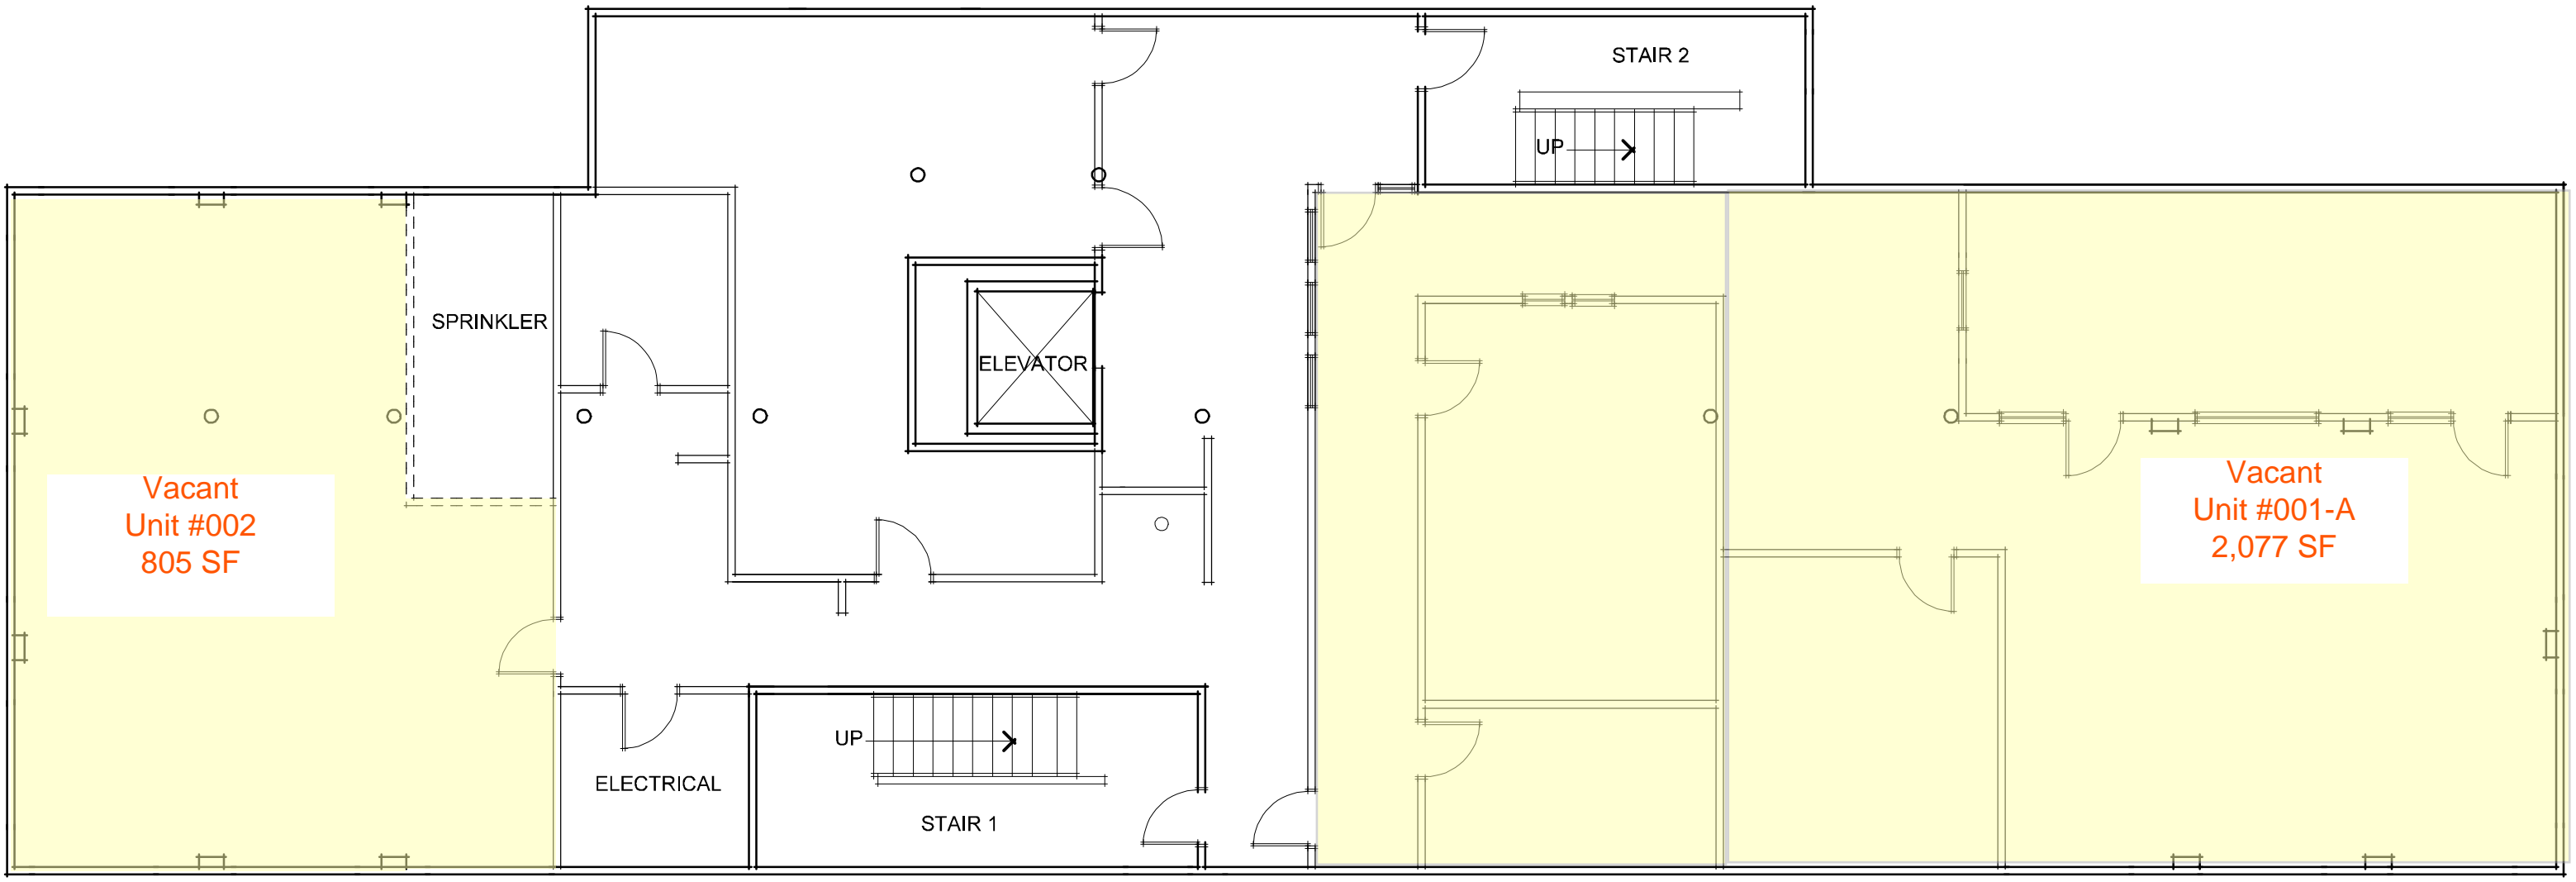 STAIR 2
UP
SPRINKLER
ELEVATOR
Vacant
Unit #002
805 SF
Vacant
Unit #001-A
2,077 SF
UP
ELECTRICAL
STAIR 1